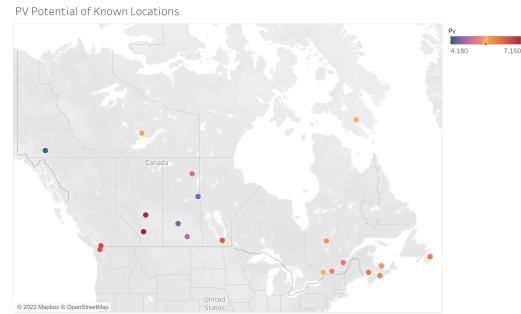 PV Potential of Known Locations
Pv
4.180 7.150
Canada
United
States
© 2022 Mapbox © OpenStreetMap